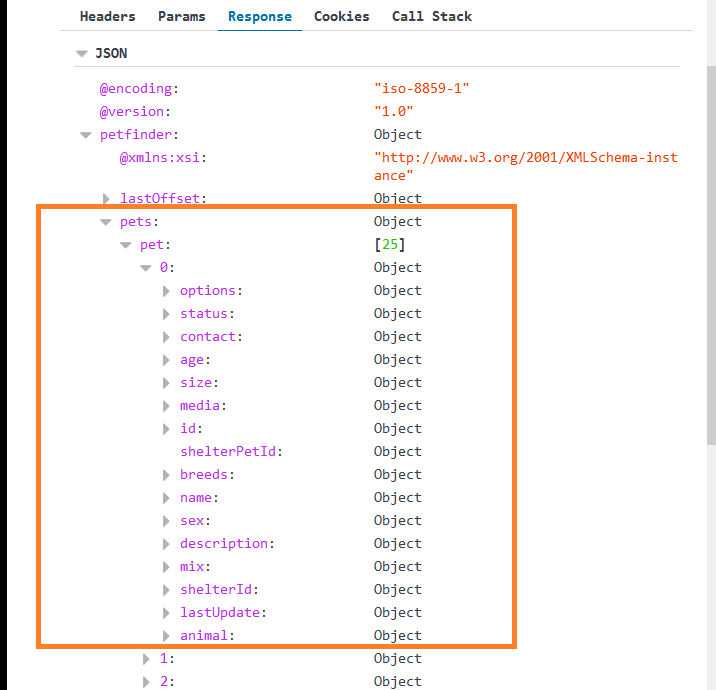 Headers Params Response Cookies Call Stack
JSON
@encoding: "iso-8859-1"
@version: "1.0"
petfinder: Object
@xmlns:xsi: "http://www.w3.org/2001/XMLSchema-inst
ance"
lastOffset: Object
pets: Object
pet: [25]
0: Object
options: Object
status: Object
contact: Object
age: Object
size: Object
media: Object
id: Object
shelterPetId: Object
breeds: Object
name: Object
sex: Object
description: Object
mix: Object
shelterId: Object
lastUpdate: Object
animal: Object
1: Object
2: Object